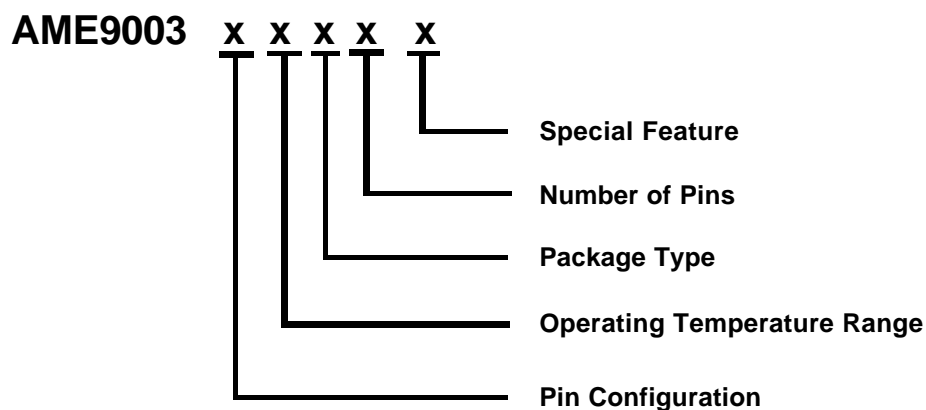 AME9003 x x x x x
Special Feature
Number of Pins
Package Type
Operating Temperature Range
Pin Configuration